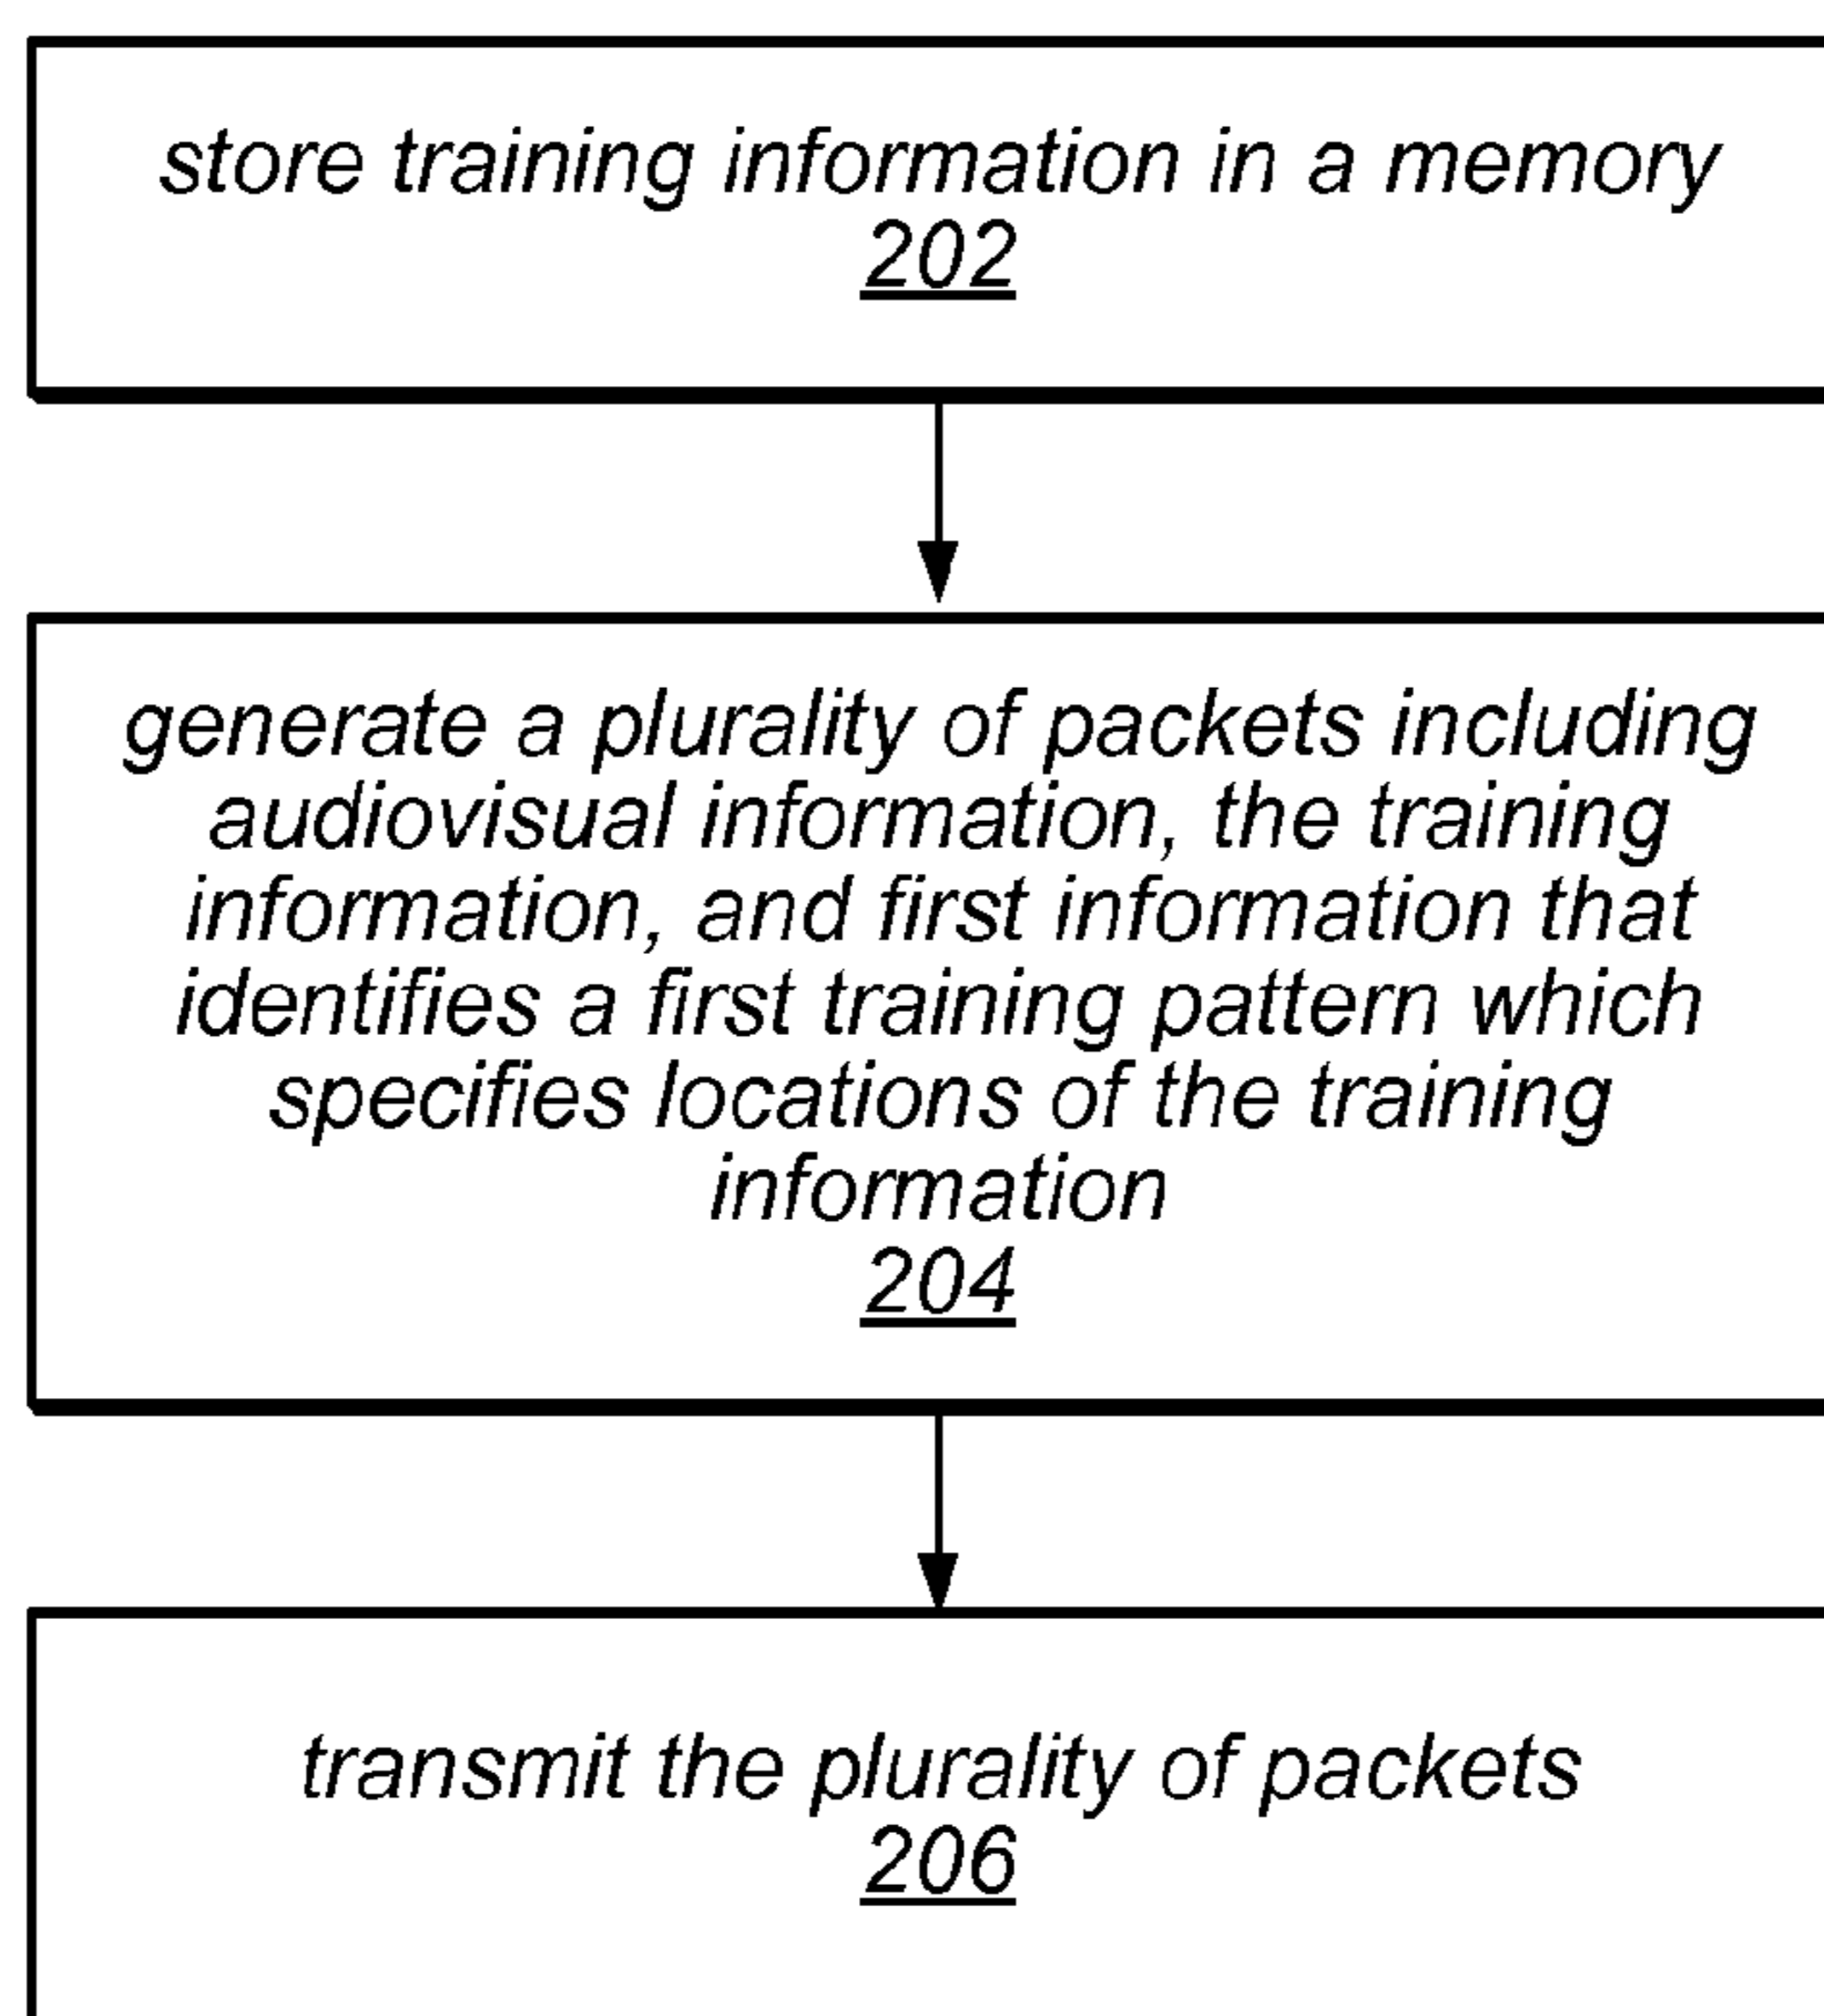 store training information in a memory
202
generate a plurality of packets including
audiovisual information, the training
information, and first information that
identifies a first training pattern which
specifies locations of the training
information
204
transmit the plurality of packets
206